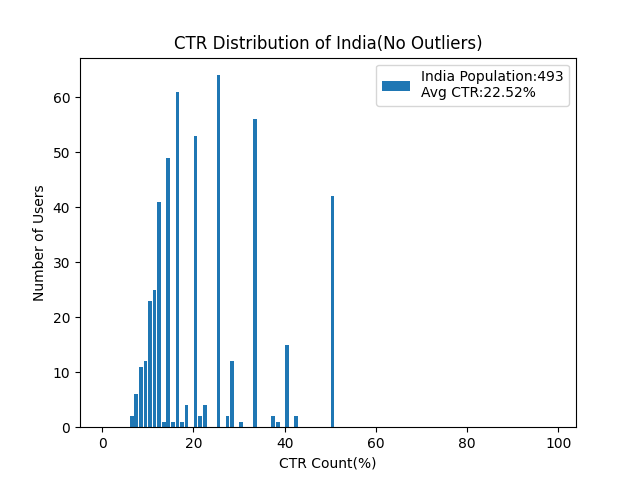 CTR Distribution of India(No Outliers)
India Population:493
Avg CTR:22.52%
Number of Users
60
50
40
30
20
10
0
0 20 40 60 80 100
CTR Count(%)